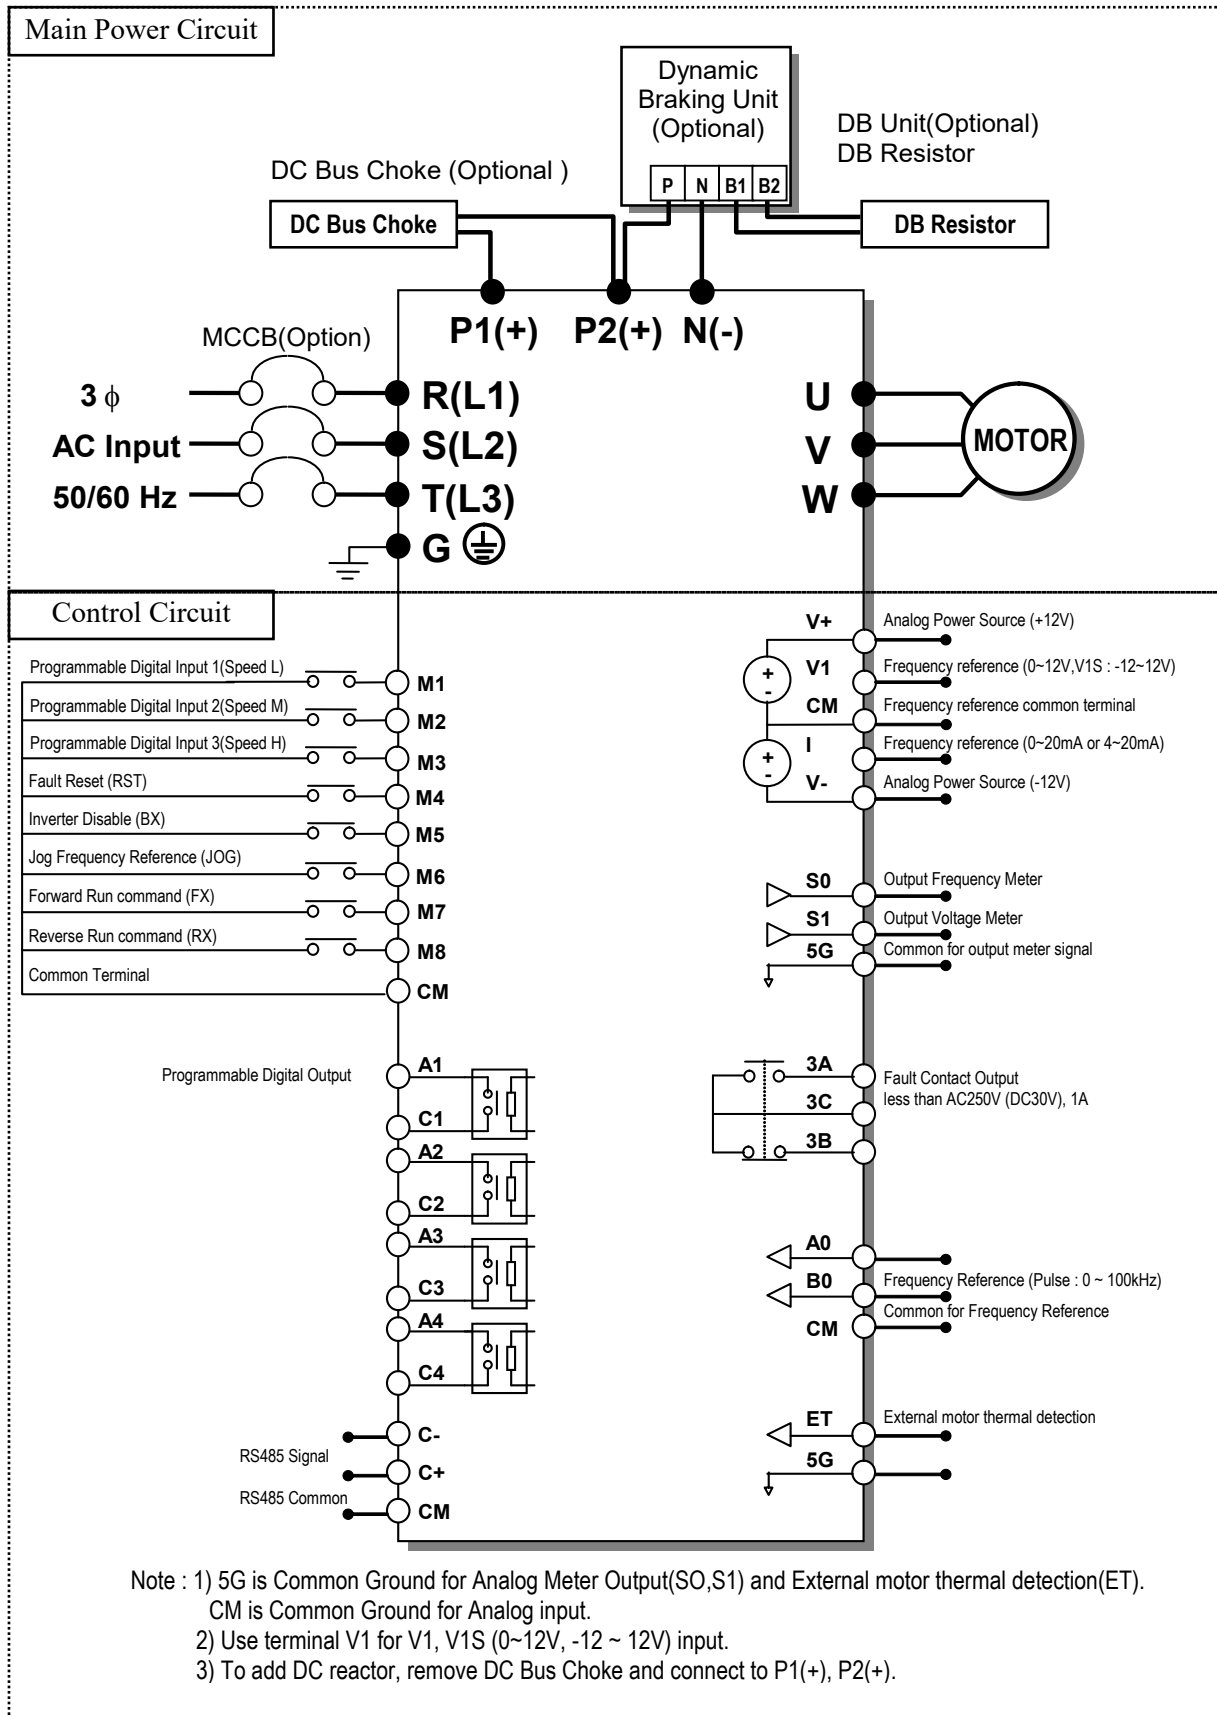 Main Power Circuit
Dynamic
Braking Unit
(Optional)
DB Unit(Optional)
DB Resistor
DC Bus Choke (Optional )
P N B1 B2
DC Bus Choke
DB Resistor
P1(+) P2(+) N(-)
MCCB(Option)
3 ϕ
R(L1)
U
AC Input
S(L2)
V
MOTOR
50/60 Hz
T(L3)
W
G
Control Circuit
Programmable Digital Input 1(Speed L)
M1
Programmable Digital Input 2(Speed M)
M2
Programmable Digital Input 3(Speed H)
M3
Fault Reset (RST)
M4
Inverter Disable (BX)
M5
Jog Frequency Reference (JOG)
M6
Forward Run command (FX)
M7
Reverse Run command (RX)
M8
Common Terminal
CM
V+
Analog Power Source (+12V)
V1
Frequency reference (0~12V,V1S : -12~12V)
CM
Frequency reference common terminal
I
Frequency reference (0~20mA or 4~20mA)
V-
Analog Power Source (-12V)
+
-
+
-
S0
Output Frequency Meter
S1
Output Voltage Meter
5G
Common for output meter signal
Programmable Digital Output
A1
C1
A2
C2
A3
C3
A4
C4
3A
Fault Contact Output
less than AC250V (DC30V), 1A
3C
3B
A0
B0
Frequency Reference (Pulse : 0 ~ 100kHz)
Common for Frequency Reference
CM
C-
RS485 Signal
C+
RS485 Common
CM
ET
External motor thermal detection
5G
Note : 1) 5G is Common Ground for Analog Meter Output(SO,S1) and External motor thermal detection(ET).
CM is Common Ground for Analog input.
2) Use terminal V1 for V1, V1S (0~12V, -12 ~ 12V) input.
3) To add DC reactor, remove DC Bus Choke and connect to P1(+), P2(+).